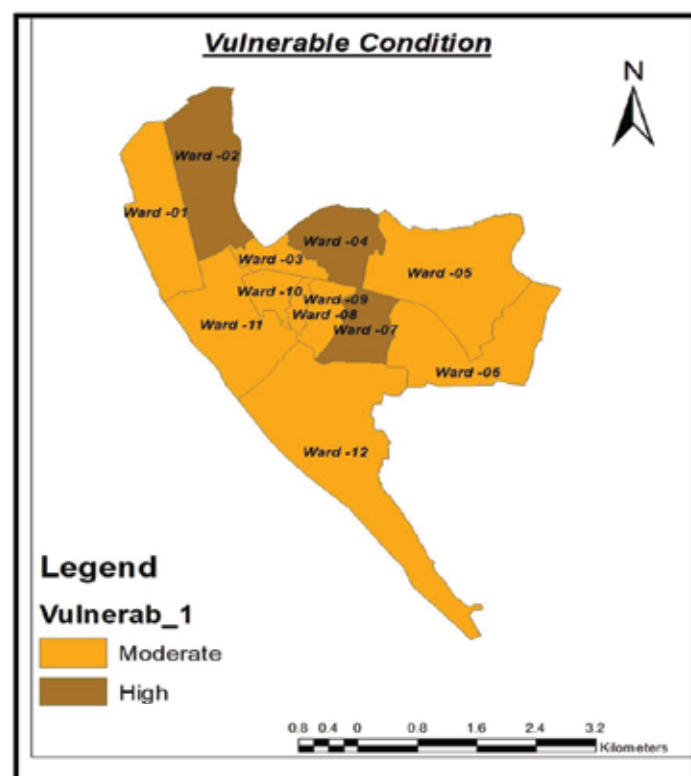 Vulnerable Condition
N
Ward -02
Ward -01
Ward -04
Ward -03
Ward -05
Ward -10
Ward -09
Ward -08
Ward -11
Ward -07
Ward -06
Ward -12
Legend
Vulnerab_1
Moderate
High
0.8 0.4 0 0.8 1.6 2.4 3.2
Kilometers